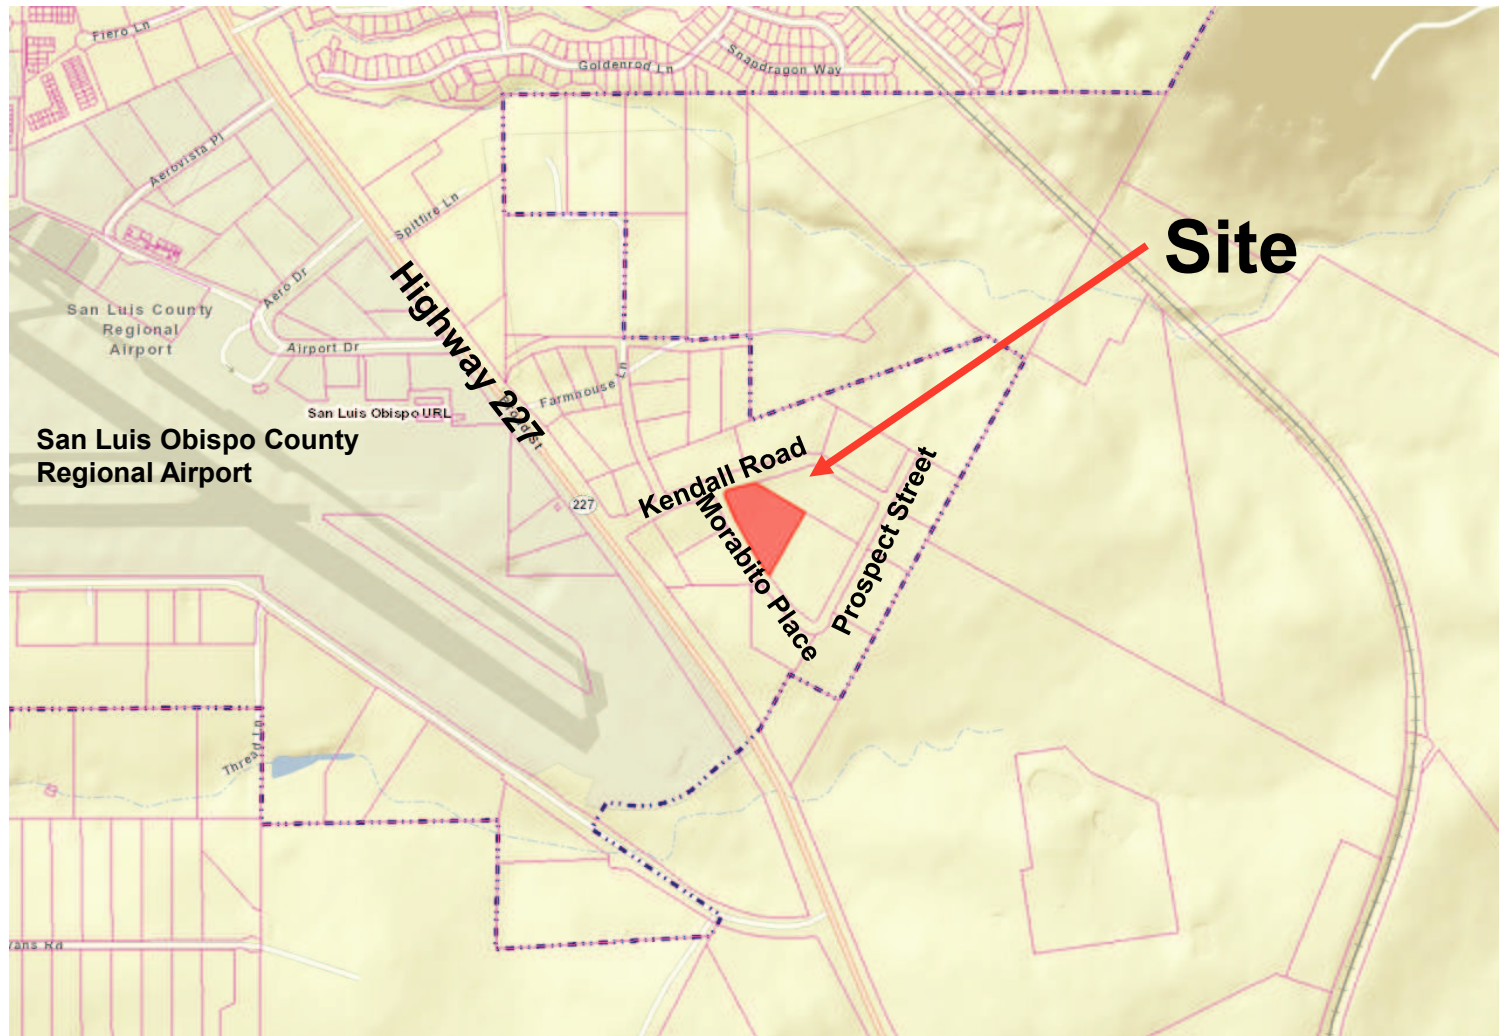 Fiero Ln
Goldenrod Ln
Snapdragon Way
Aerovista Pl
Spitfire Ln
Site
Aero Dr
San Luis County
Regional
Airport
Highway 227
Airport Dr
Farmhouse Ln
San Luis Obispo URL
San Luis Obispo County
Regional Airport
Kendall Road
227
Morabito Place
Prospect Street
Thread Ln